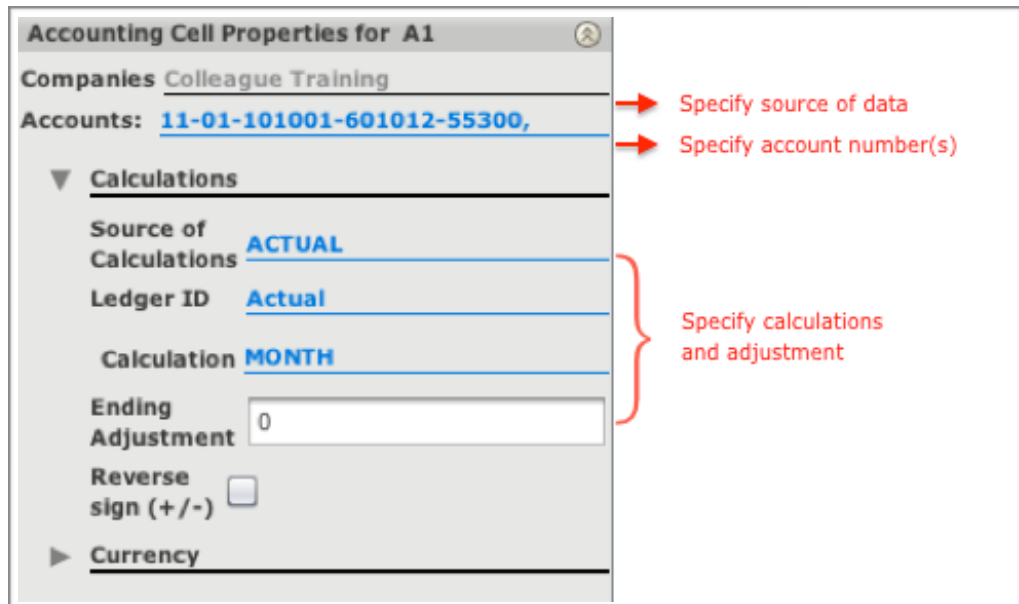 Accounting Cell Properties for A1
Companies Colleague Training
Specify source of data
Accounts: 11-01-101001-601012-55300,
Specify account number(s)
Calculations
Source of
Calculations ACTUAL
Ledger ID Actual
Specify calculations
and adjustment
Calculation MONTH
Ending
Adjustment 0
Reverse
sign (+/-)
Currency